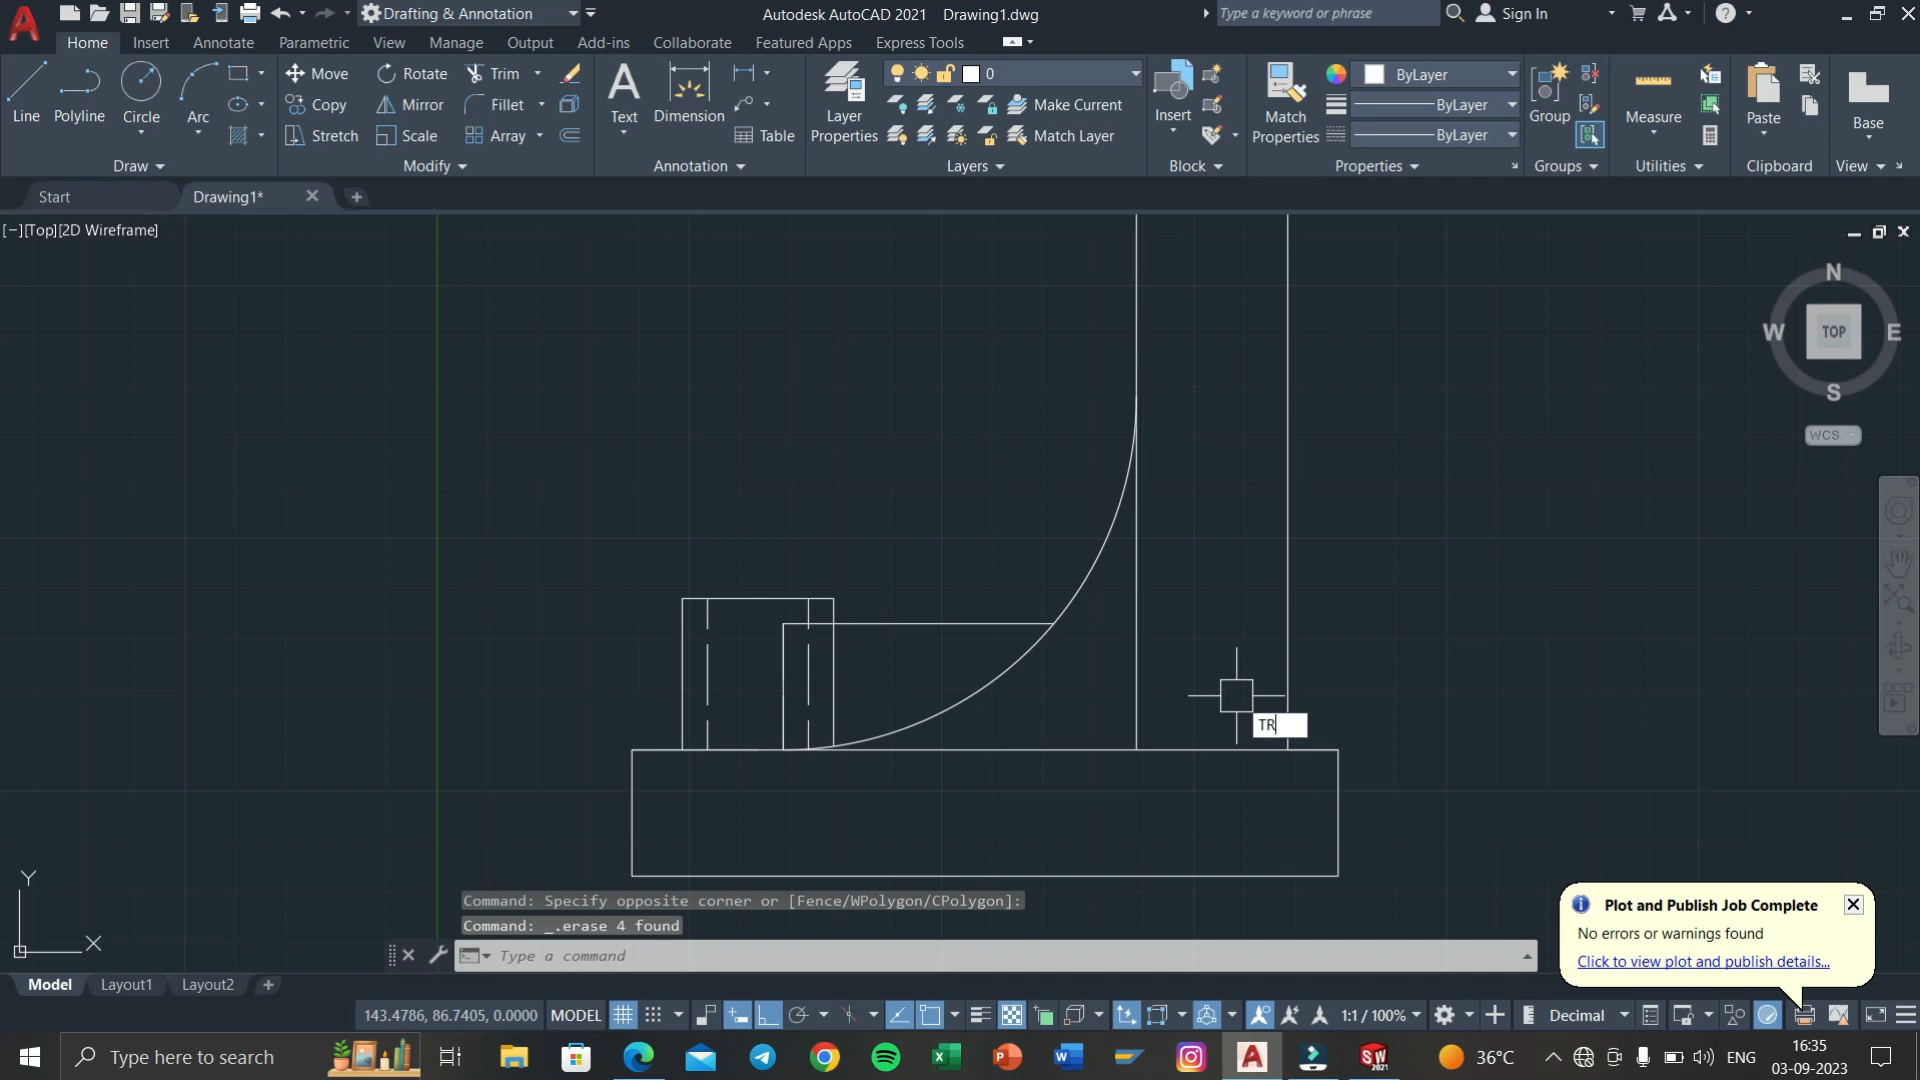 Drafting & Annotation
Autodesk AutoCAD 2021 Drawing1.dwg
Type a keyword or phrase
Sign In
Home Insert Annotate Parametric View Manage Output Add-ins Collaborate Featured Apps Express Tools
Line
Polyline
Circle
Arc
Draw
Move
Rotate
Trim
Copy
Mirror
Fillet
Stretch
Scale
Array
Modify
Text
Dimension
Table
Annotation
Layer Properties
0
Make Current
Match Layer
Layers
Insert
Block
Match Properties
ByLayer
ByLayer
ByLayer
Properties
Group
Groups
Measure
Utilities
Paste
Clipboard
Base
View
Start
Drawing1*
[−][Top][2D Wireframe]
N
W TOP E
S
WCS
TR
Y
X
Command: Specify opposite corner or [Fence/WPolygon/CPolygon]:
Command: _.erase 4 found
Type a command
Plot and Publish Job Complete
No errors or warnings found
Click to view plot and publish details...
Model Layout1 Layout2
143.4786, 86.7405, 0.0000 MODEL
1:1 / 100%
Decimal
Type here to search
SW
2021
36°C
ENG
16:35
03-09-2023